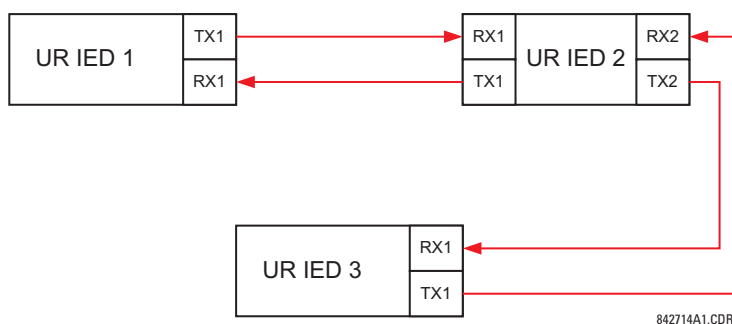 UR IED 1
TX1
RX1
RX1
TX1
UR IED 2
RX2
TX2
UR IED 3
RX1
TX1
842714A1.CDR